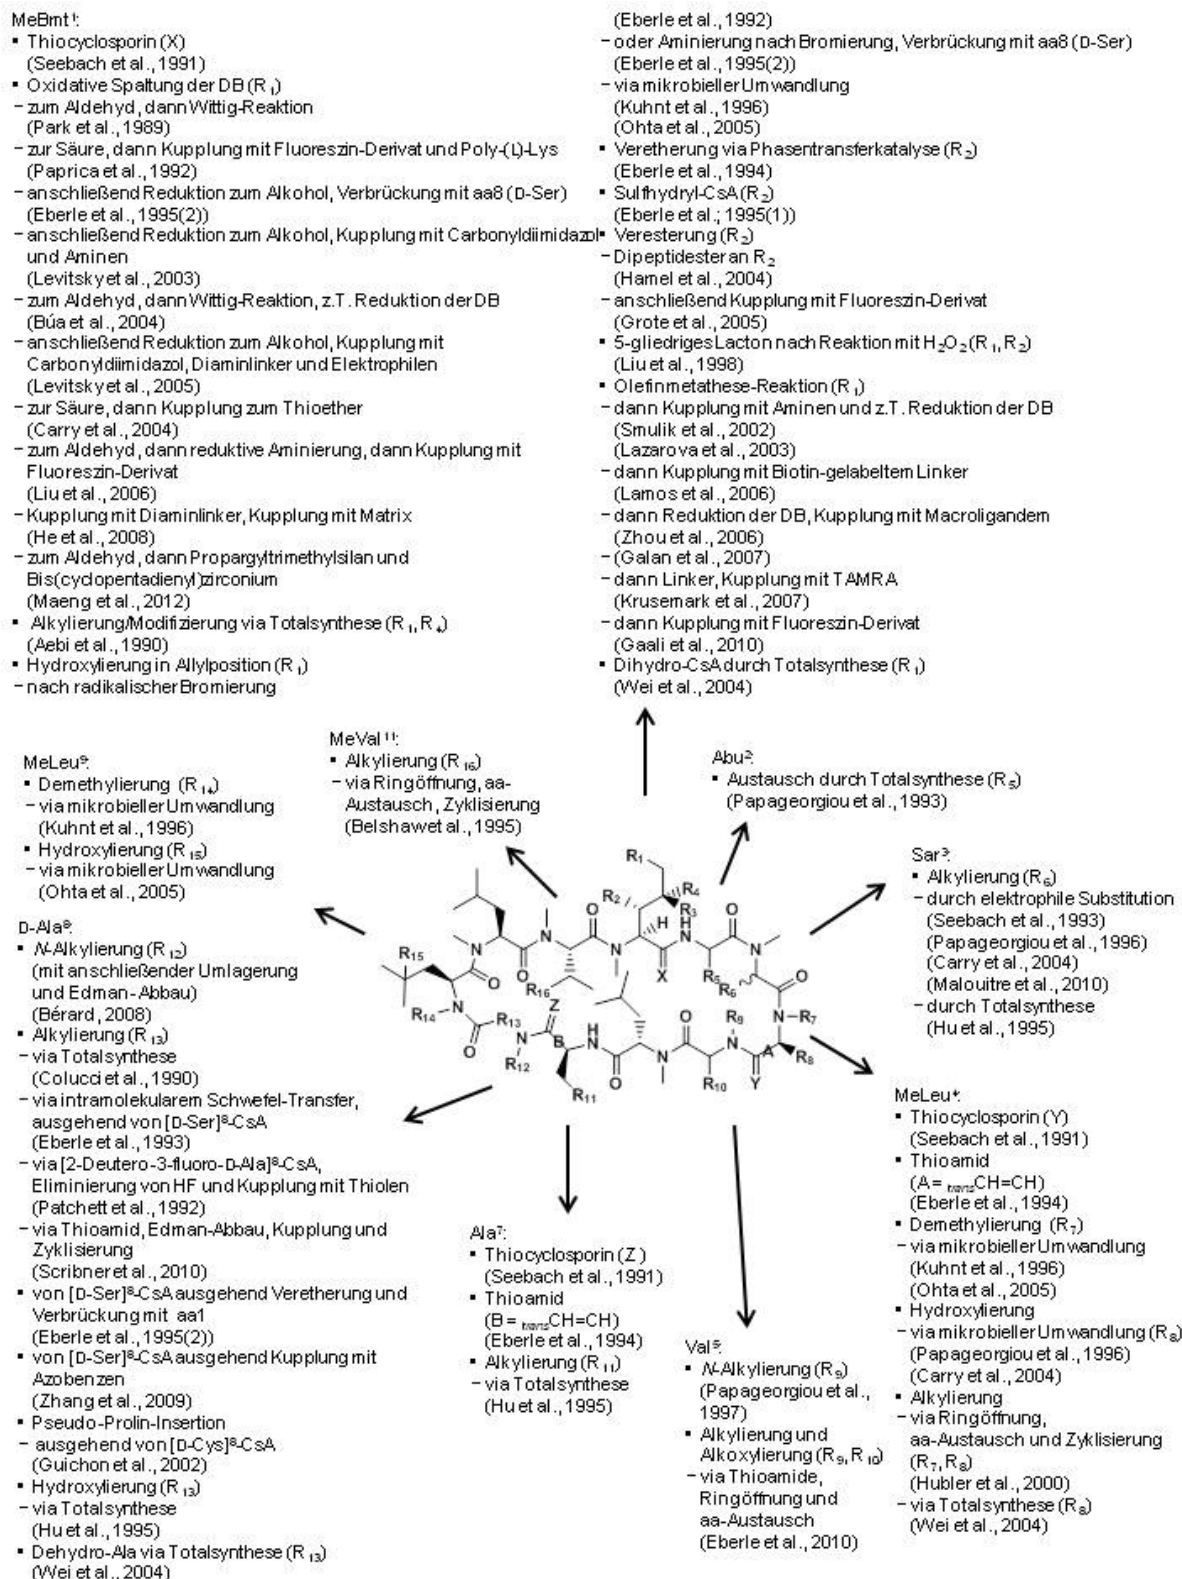 MeBmt¹:
▪ Thiocyclosporin (X)
(Seebach et al., 1991)
▪ Oxidative Spaltung der DB (R₁)
– zum Aldehyd, dann Wittig-Reaktion
(Park et al., 1989)
– zur Säure, dann Kupplung mit Fluoreszin-Derivat und Poly-(L)-Lys
(Paprica et al., 1992)
– anschließend Reduktion zum Alkohol, Verbrückung mit aa8 (D-Ser)
(Eberle et al., 1995(2))
– anschließend Reduktion zum Alkohol, Kupplung mit Carbonyldiimidazol
und Aminen
(Levitsky et al., 2003)
– zum Aldehyd, dann Wittig-Reaktion, z.T. Reduktion der DB
(Búa et al., 2004)
– anschließend Reduktion zum Alkohol, Kupplung mit
Carbonyldiimidazol, Diaminlinker und Elektrophilen
(Levitsky et al., 2005)
– zur Säure, dann Kupplung zum Thioether
(Carry et al., 2004)
– zum Aldehyd, dann reduktive Aminierung, dann Kupplung mit
Fluoreszin-Derivat
(Liu et al., 2006)
– Kupplung mit Diaminlinker, Kupplung mit Matrix
(He et al., 2008)
– zum Aldehyd, dann Propargyltrimethylsilan und
Bis(cyclopentadienyl)zirconium
(Maeng et al., 2012)
▪ Alkylierung/Modifizierung via Totalsynthese (R₁, R₄)
(Aebi et al., 1990)
▪ Hydroxylierung in Allylposition (R₁)
– nach radikalischer Bromierung
(Eberle et al., 1992)
– oder Aminierung nach Bromierung, Verbrückung mit aa8 (D-Ser)
(Eberle et al., 1995(2))
– via mikrobieller Umwandlung
(Kuhnt et al., 1996)
(Ohta et al., 2005)
▪ Veretherung via Phasentransferkatalyse (R₂)
(Eberle et al., 1994)
▪ Sulfhydryl-CsA (R₂)
(Eberle et al.; 1995(1))
▪ Veresterung (R₂)
– Dipeptidester an R₂
(Hamel et al., 2004)
– anschließend Kupplung mit Fluoreszin-Derivat
(Grote et al., 2005)
▪ 5-gliedriges Lacton nach Reaktion mit H₂O₂ (R₁, R₂)
(Liu et al., 1998)
▪ Olefinmetathese-Reaktion (R₁)
– dann Kupplung mit Aminen und z.T. Reduktion der DB
(Smulik et al., 2002)
(Lazarova et al., 2003)
– dann Kupplung mit Biotin-gelabeltem Linker
(Lamos et al., 2006)
– dann Reduktion der DB, Kupplung mit Macroligandem
(Zhou et al., 2006)
– (Galan et al., 2007)
– dann Linker, Kupplung mit TAMRA
(Krusemark et al., 2007)
– dann Kupplung mit Fluoreszin-Derivat
(Gaali et al., 2010)
▪ Dihydro-CsA durch Totalsynthese (R₁)
(Wei et al., 2004)
MeLeu⁹:
▪ Demethylierung (R₁₄)
– via mikrobieller Umwandlung
(Kuhnt et al., 1996)
▪ Hydroxylierung (R₁₅)
– via mikrobieller Umwandlung
(Ohta et al., 2005)
MeVal¹¹:
▪ Alkylierung (R₁₆)
– via Ringöffnung, aa-
Austausch, Zyklisierung
(Belshaw et al., 1995)
Abu²:
▪ Austausch durch Totalsynthese (R₅)
(Papageorgiou et al., 1993)
Sar³:
▪ Alkylierung (R₆)
– durch elektrophile Substitution
(Seebach et al., 1993)
(Papageorgiou et al., 1996)
(Carry et al., 2004)
(Malouitre et al., 2010)
– durch Totalsynthese
(Hu et al., 1995)
R₁
R₂ R₄
R₃
O O H H O
N N N N N
R₁₅ O O R₁₆ X R₅ R₆ O
R₁₄ N R₁₃ Z R₉ N–R₇
O N B H N O N A R₈
R₁₂ R₁₁ O N R₁₀ Y
D-Ala⁸:
▪ N-Alkylierung (R₁₂)
(mit anschließender Umlagerung
und Edman-Abbau)
(Bérard, 2008)
▪ Alkylierung (R₁₃)
– via Totalsynthese
(Colucci et al., 1990)
– via intramolekularem Schwefel-Transfer,
ausgehend von [D-Ser]⁸-CsA
(Eberle et al., 1993)
– via [2-Deutero-3-fluoro-D-Ala]⁸-CsA,
Eliminierung von HF und Kupplung mit Thiolen
(Patchett et al., 1992)
– via Thioamid, Edman-Abbau, Kupplung und
Zyklisierung
(Scribner et al., 2010)
▪ von [D-Ser]⁸-CsA ausgehend Veretherung und
Verbrückung mit aa1
(Eberle et al., 1995(2))
▪ von [D-Ser]⁸-CsA ausgehend Kupplung mit
Azobenzen
(Zhang et al., 2009)
▪ Pseudo-Prolin-Insertion
– ausgehend von [D-Cys]⁸-CsA
(Guichon et al., 2002)
▪ Hydroxylierung (R₁₃)
– via Totalsynthese
(Hu et al., 1995)
▪ Dehydro-Ala via Totalsynthese (R₁₃)
(Wei et al., 2004)
Ala⁷:
▪ Thiocyclosporin (Z)
(Seebach et al., 1991)
▪ Thioamid
(B = transCH=CH)
(Eberle et al., 1994)
▪ Alkylierung (R₁₁)
– via Totalsynthese
(Hu et al., 1995)
Val⁵:
▪ N-Alkylierung (R₉)
(Papageorgiou et al.,
1997)
▪ Alkylierung und
Alkoxylierung (R₉, R₁₀)
– via Thioamide,
Ringöffnung und
aa-Austausch
(Eberle et al., 2010)
MeLeu⁴:
▪ Thiocyclosporin (Y)
(Seebach et al., 1991)
▪ Thioamid
(A = transCH=CH)
(Eberle et al., 1994)
▪ Demethylierung (R₇)
– via mikrobieller Umwandlung
(Kuhnt et al., 1996)
(Ohta et al., 2005)
▪ Hydroxylierung
– via mikrobieller Umwandlung (R₈)
(Papageorgiou et al., 1996)
(Carry et al., 2004)
▪ Alkylierung
– via Ringöffnung,
aa-Austausch und Zyklisierung
(R₇, R₈)
(Hubler et al., 2000)
– via Totalsynthese (R₈)
(Wei et al., 2004)